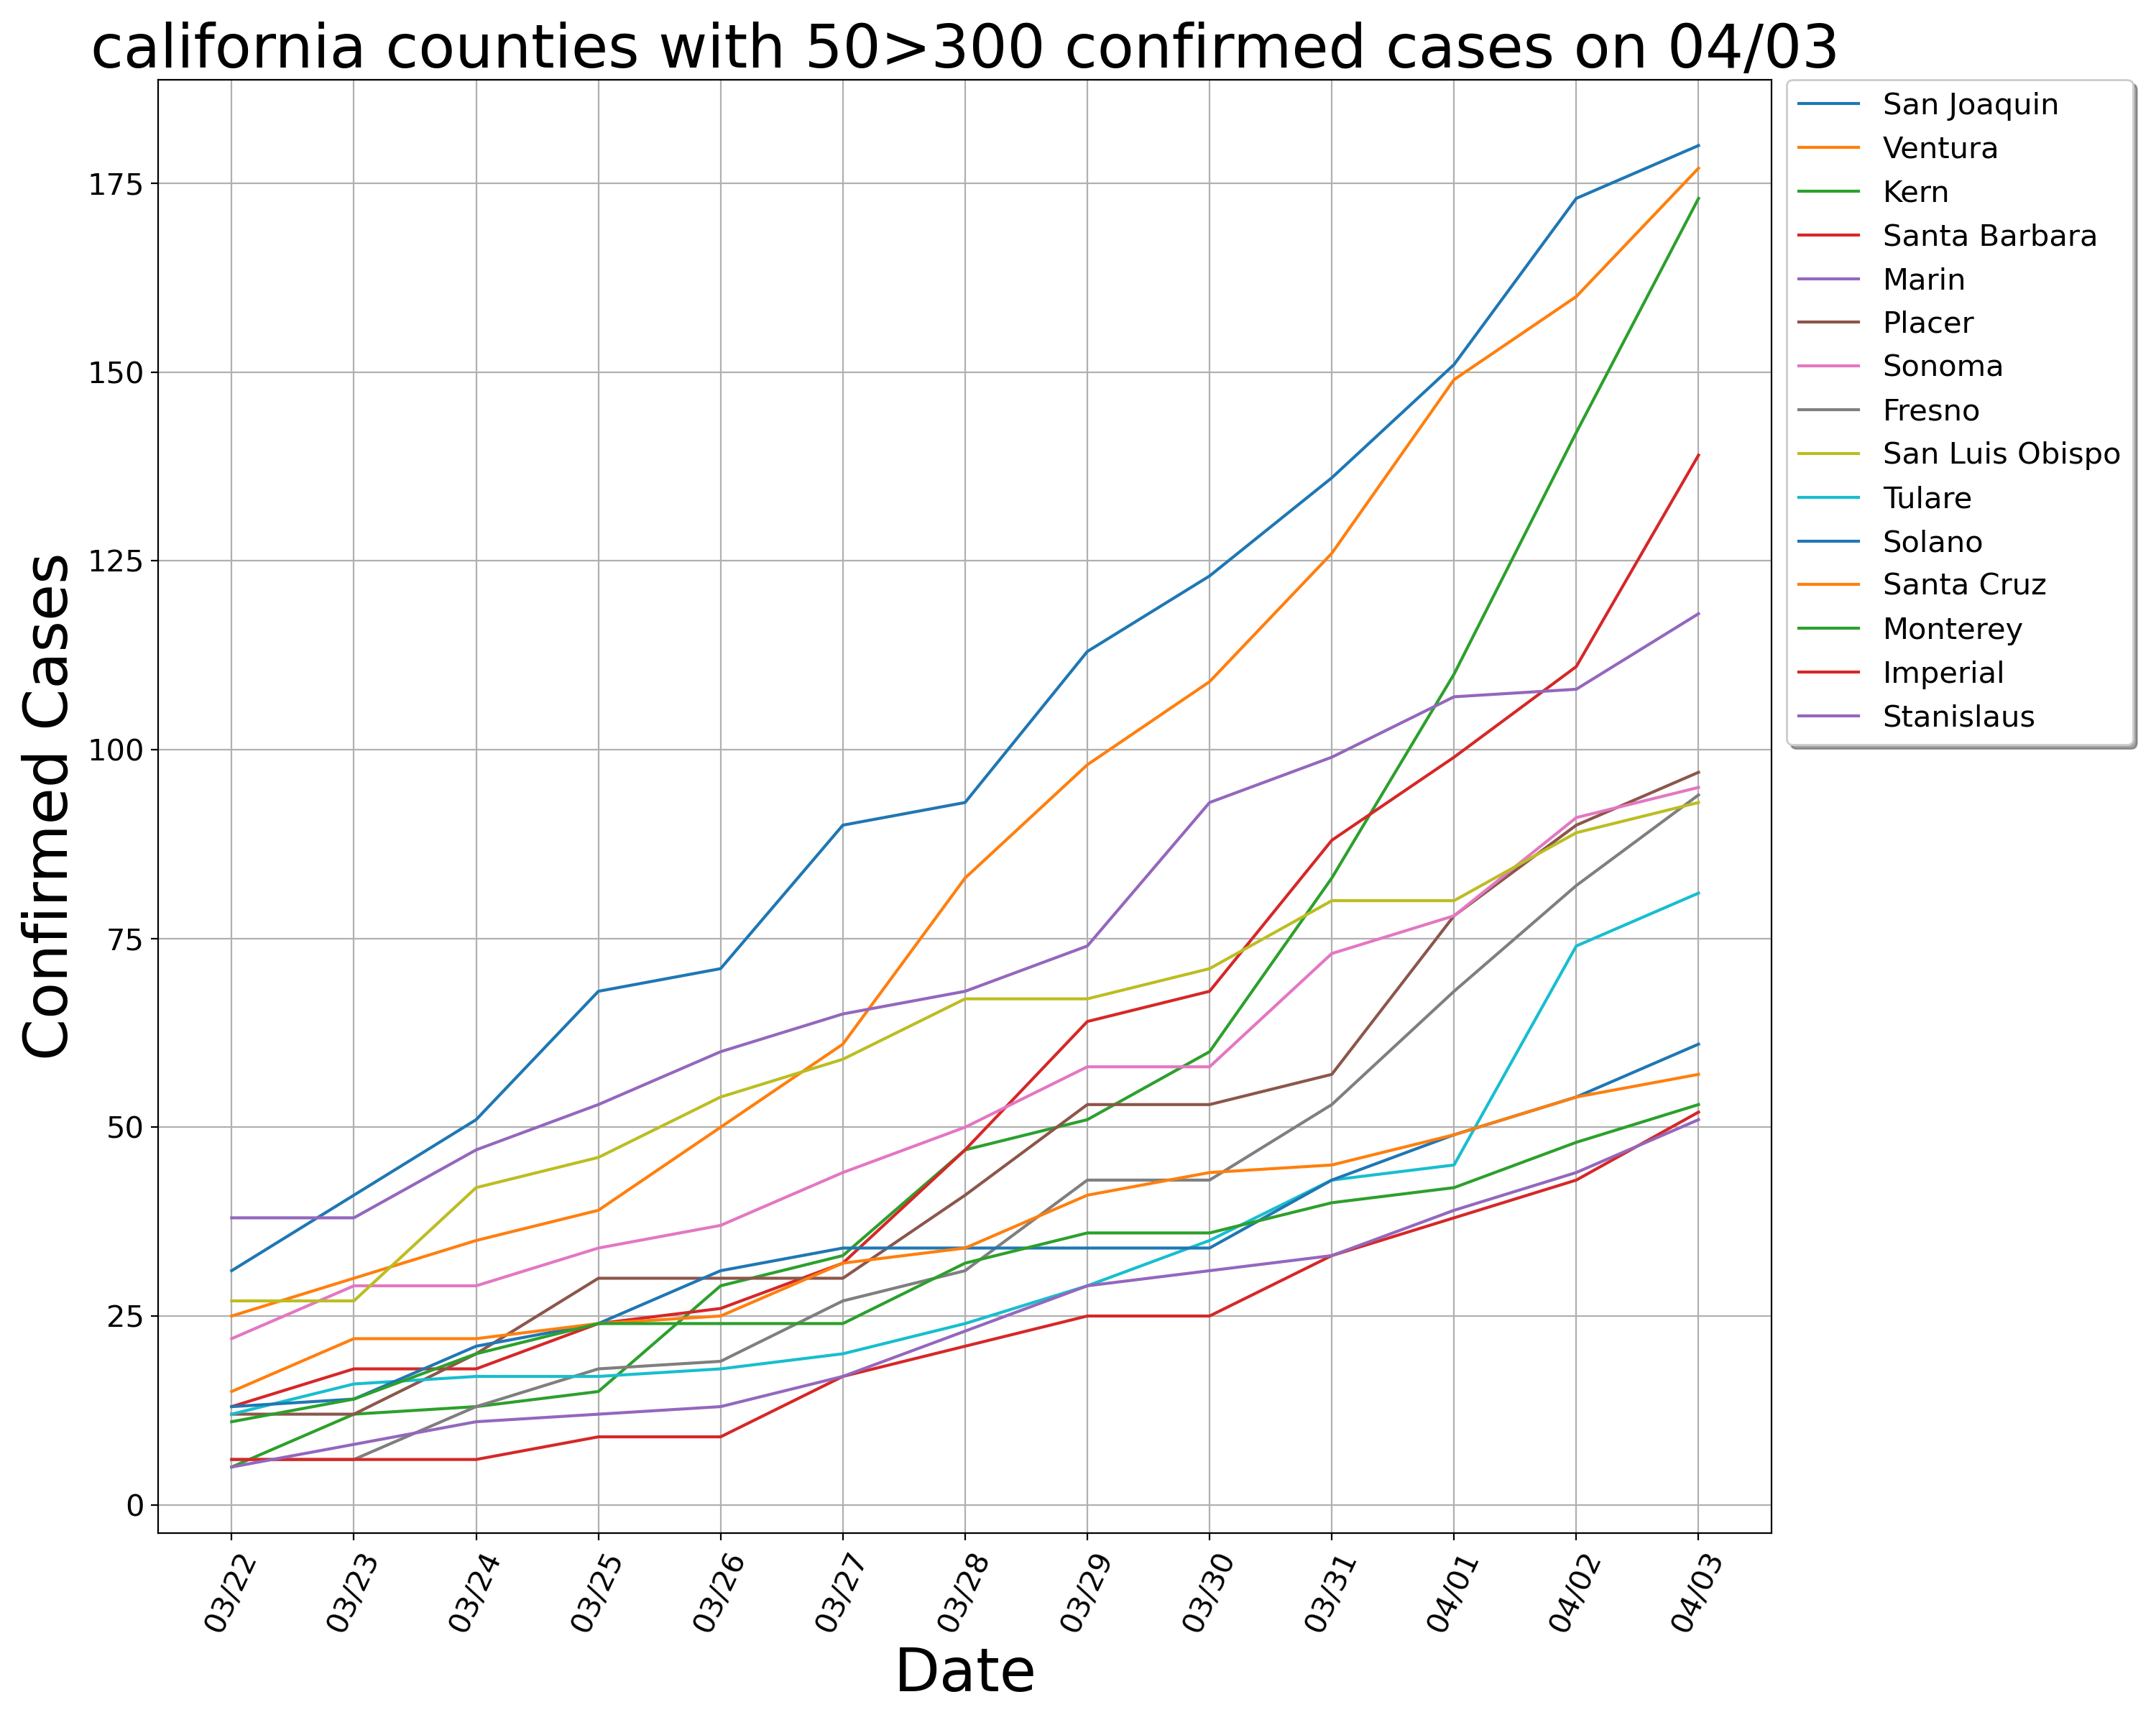 california counties with 50>300 confirmed cases on 04/03
San Joaquin
Ventura
Kern
Santa Barbara
Marin
Placer
Sonoma
Fresno
San Luis Obispo
Tulare
Solano
Santa Cruz
Monterey
Imperial
Stanislaus
Confirmed Cases
175
150
125
100
75
50
25
0
03/22
03/23
03/24
03/25
03/26
03/27
03/28
03/29
03/30
03/31
04/01
04/02
04/03
Date